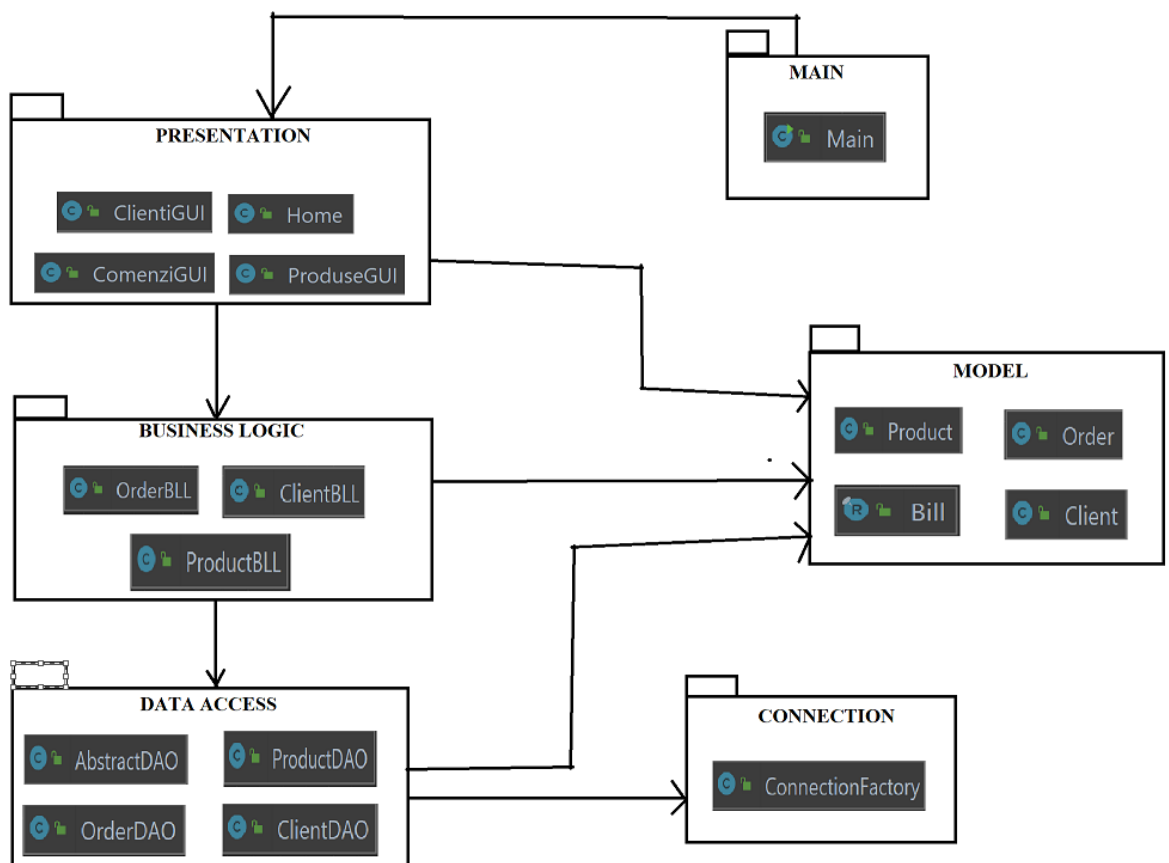 MAIN
Main
PRESENTATION
ClientiGUI
Home
ComenziGUI
ProduseGUI
MODEL
Product
Order
Bill
Client
BUSINESS LOGIC
OrderBLL
ClientBLL
ProductBLL
DATA ACCESS
AbstractDAO
ProductDAO
OrderDAO
ClientDAO
CONNECTION
ConnectionFactory